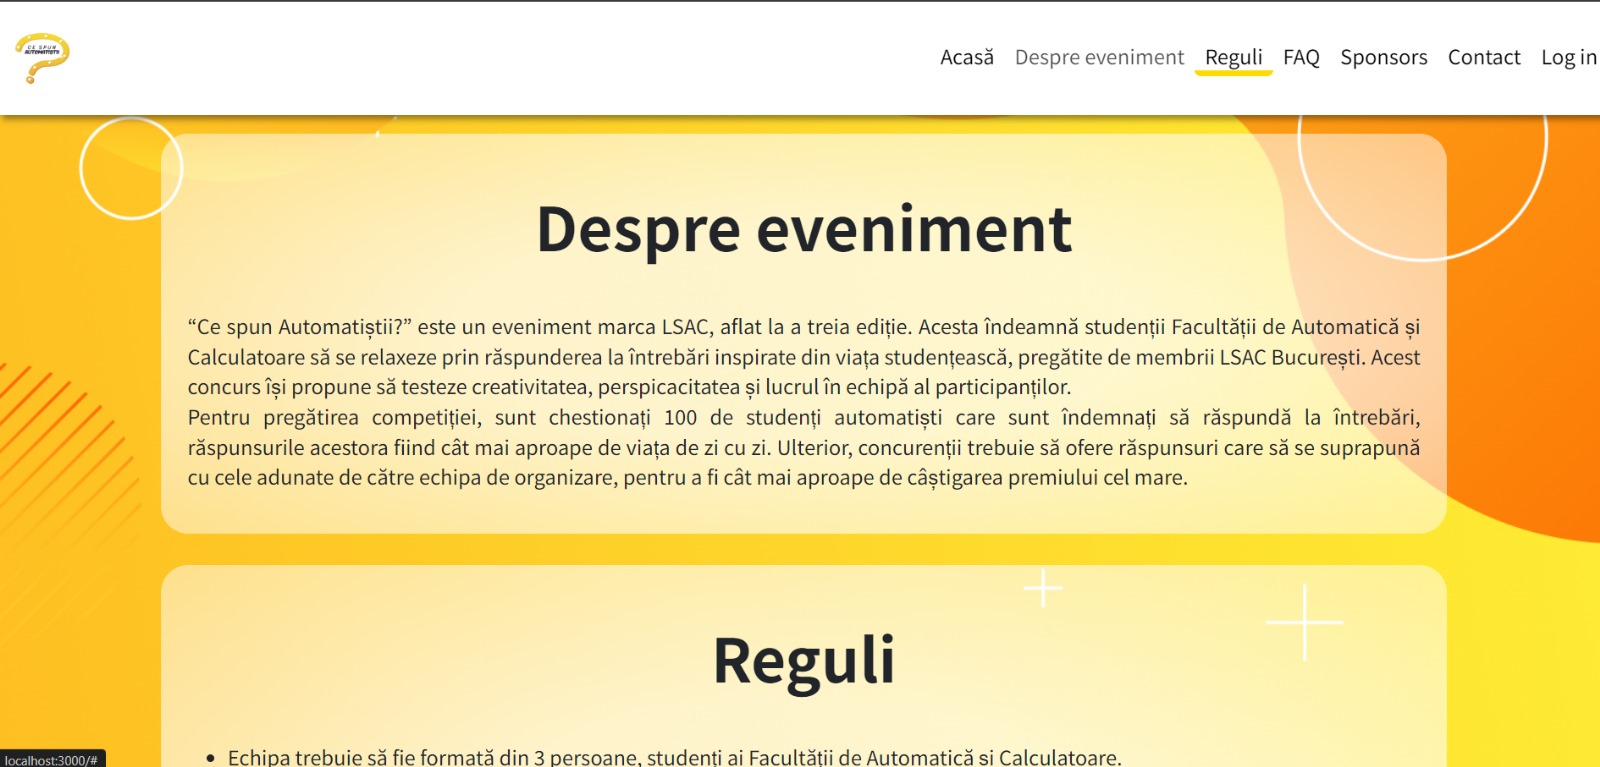 CE SPUN
AUTOMATIȘTII
Acasă Despre eveniment Reguli FAQ Sponsors Contact Log in
Despre eveniment
“Ce spun Automatiștii?” este un eveniment marca LSAC, aflat la a treia ediție. Acesta îndeamnă studenții Facultății de Automatică și
Calculatoare să se relaxeze prin răspunderea la întrebări inspirate din viața studențească, pregătite de membrii LSAC București. Acest
concurs își propune să testeze creativitatea, perspicacitatea și lucrul în echipă al participanților.
Pentru pregătirea competiției, sunt chestionați 100 de studenți automatiști care sunt îndemnați să răspundă la întrebări,
răspunsurile acestora fiind cât mai aproape de viața de zi cu zi. Ulterior, concurenții trebuie să ofere răspunsuri care să se suprapună
cu cele adunate de către echipa de organizare, pentru a fi cât mai aproape de câștigarea premiului cel mare.
Reguli
• Echipa trebuie să fie formată din 3 persoane, studenți ai Facultății de Automatică și Calculatoare.
localhost:3000/#